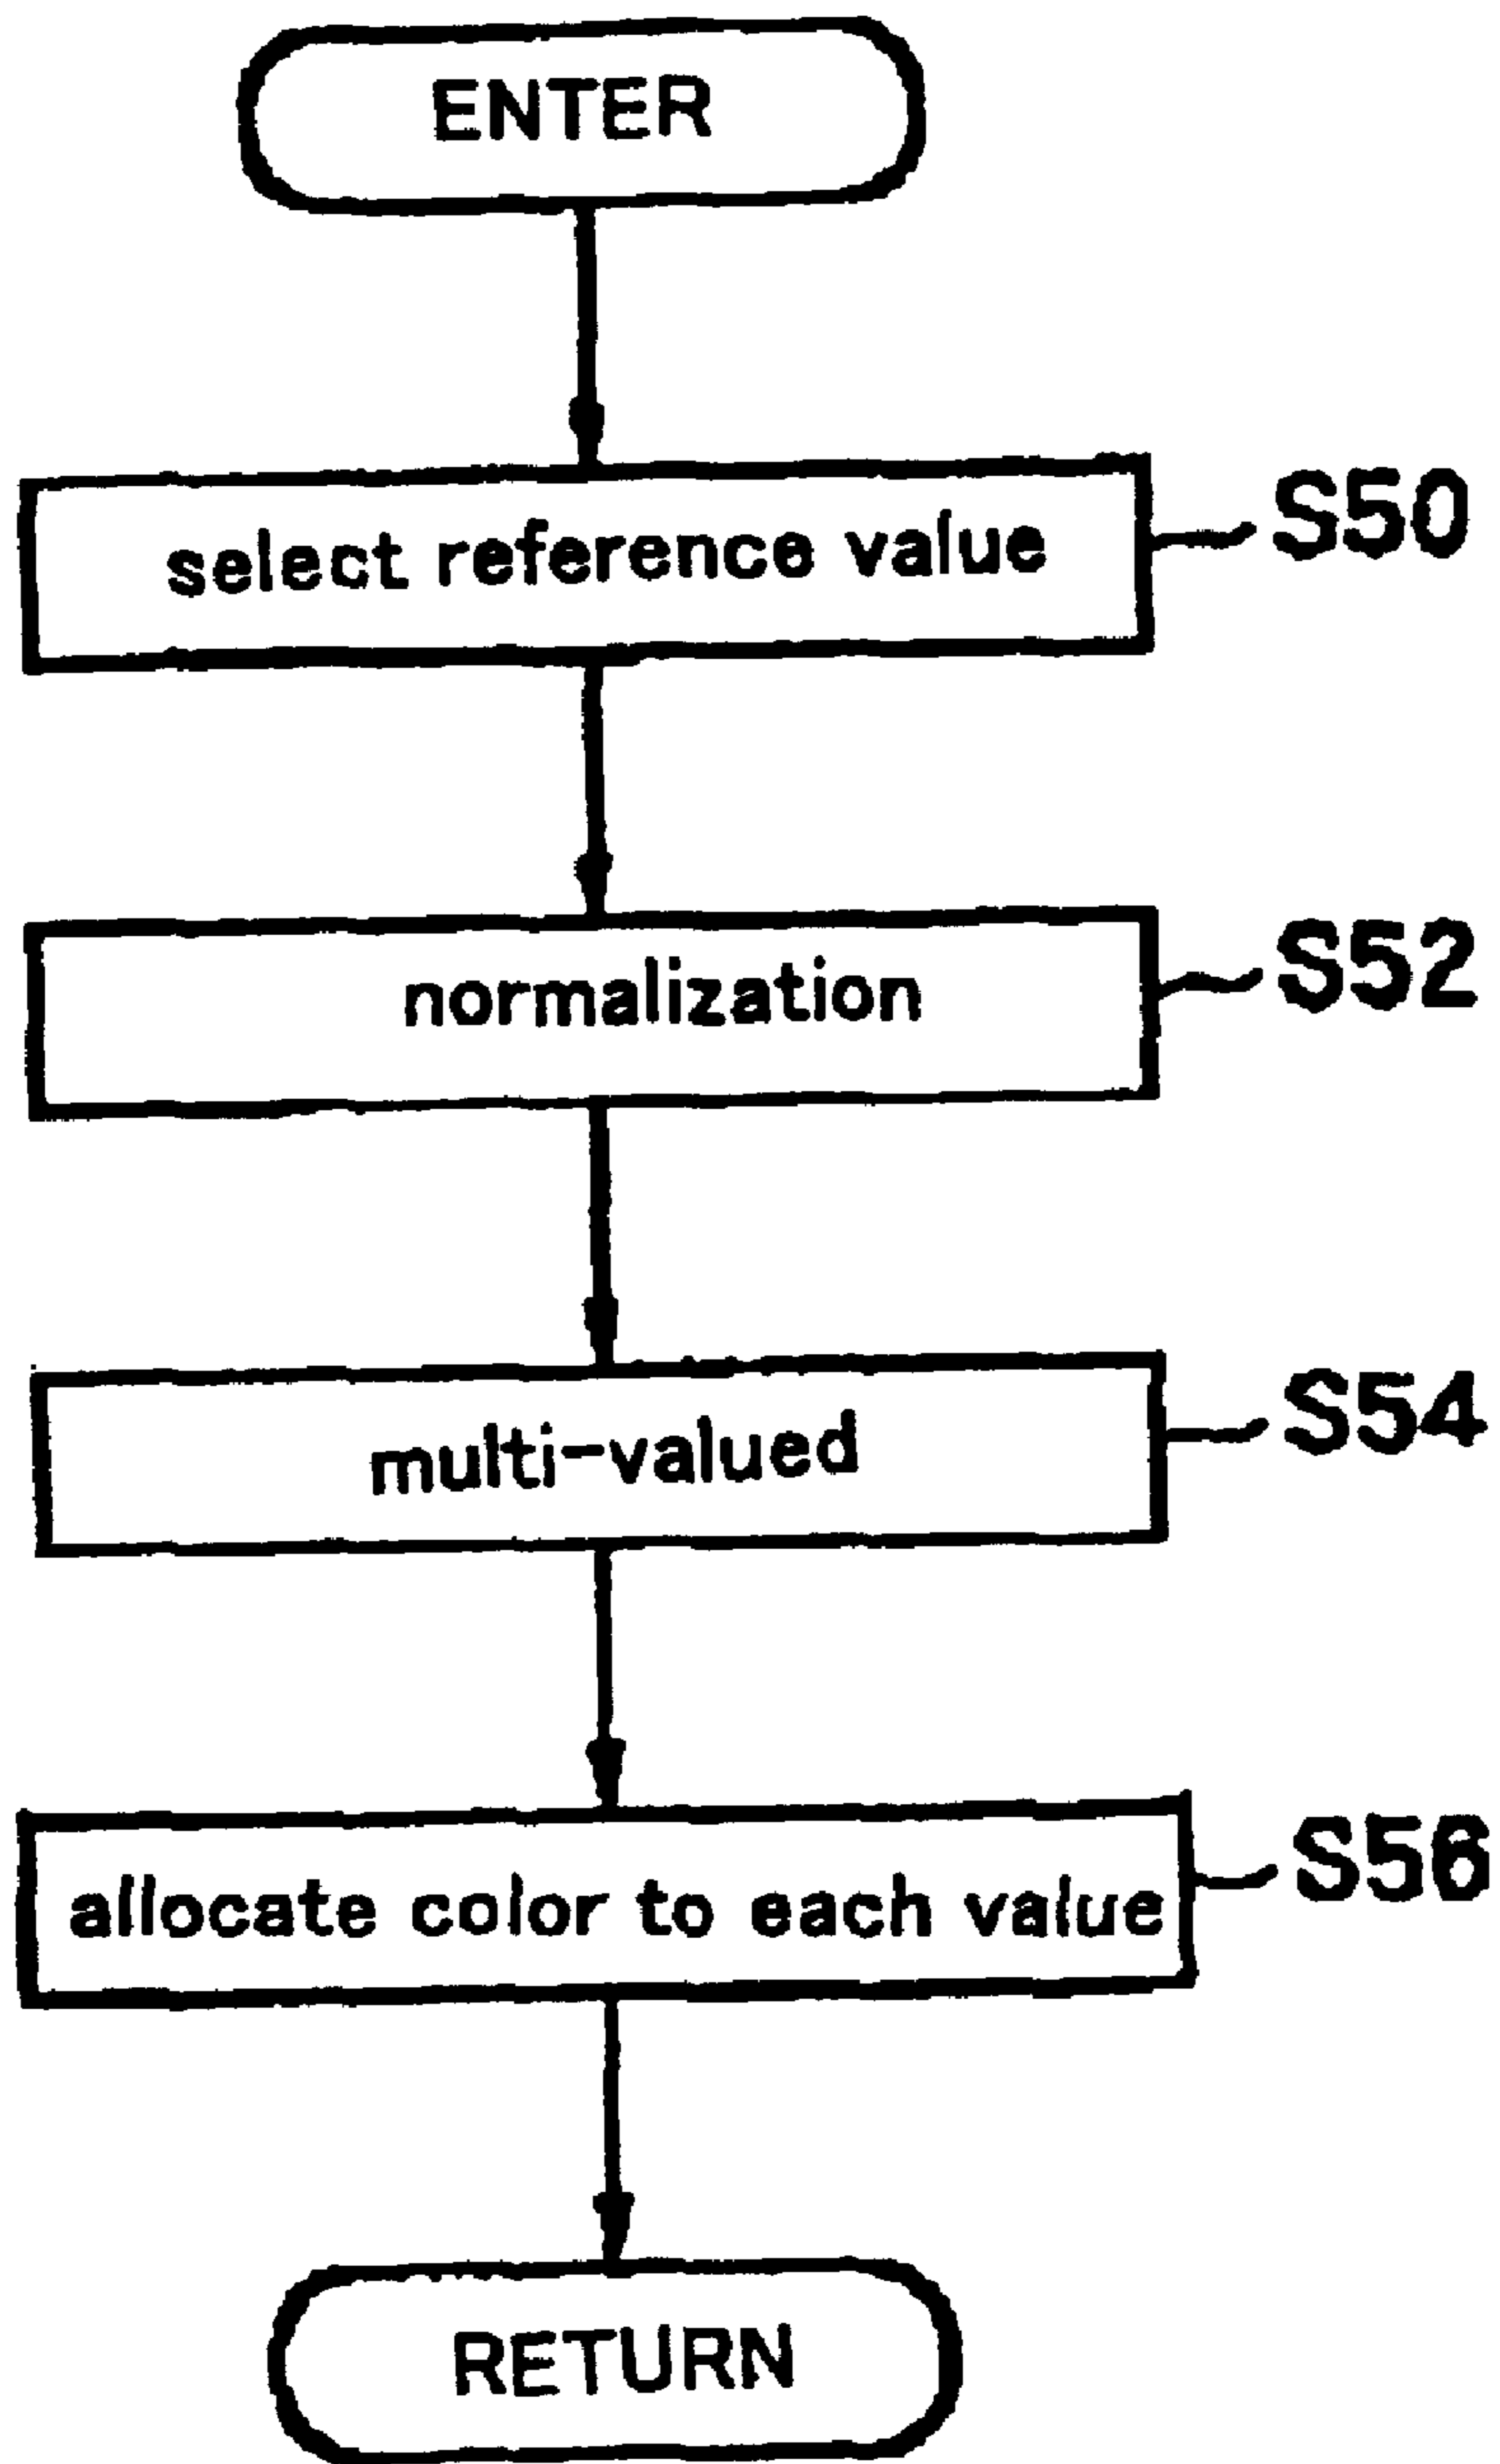 ENTER
select reference value
S50
normalization
S52
multi-valued
S54
allocate color to each value
S56
RETURN